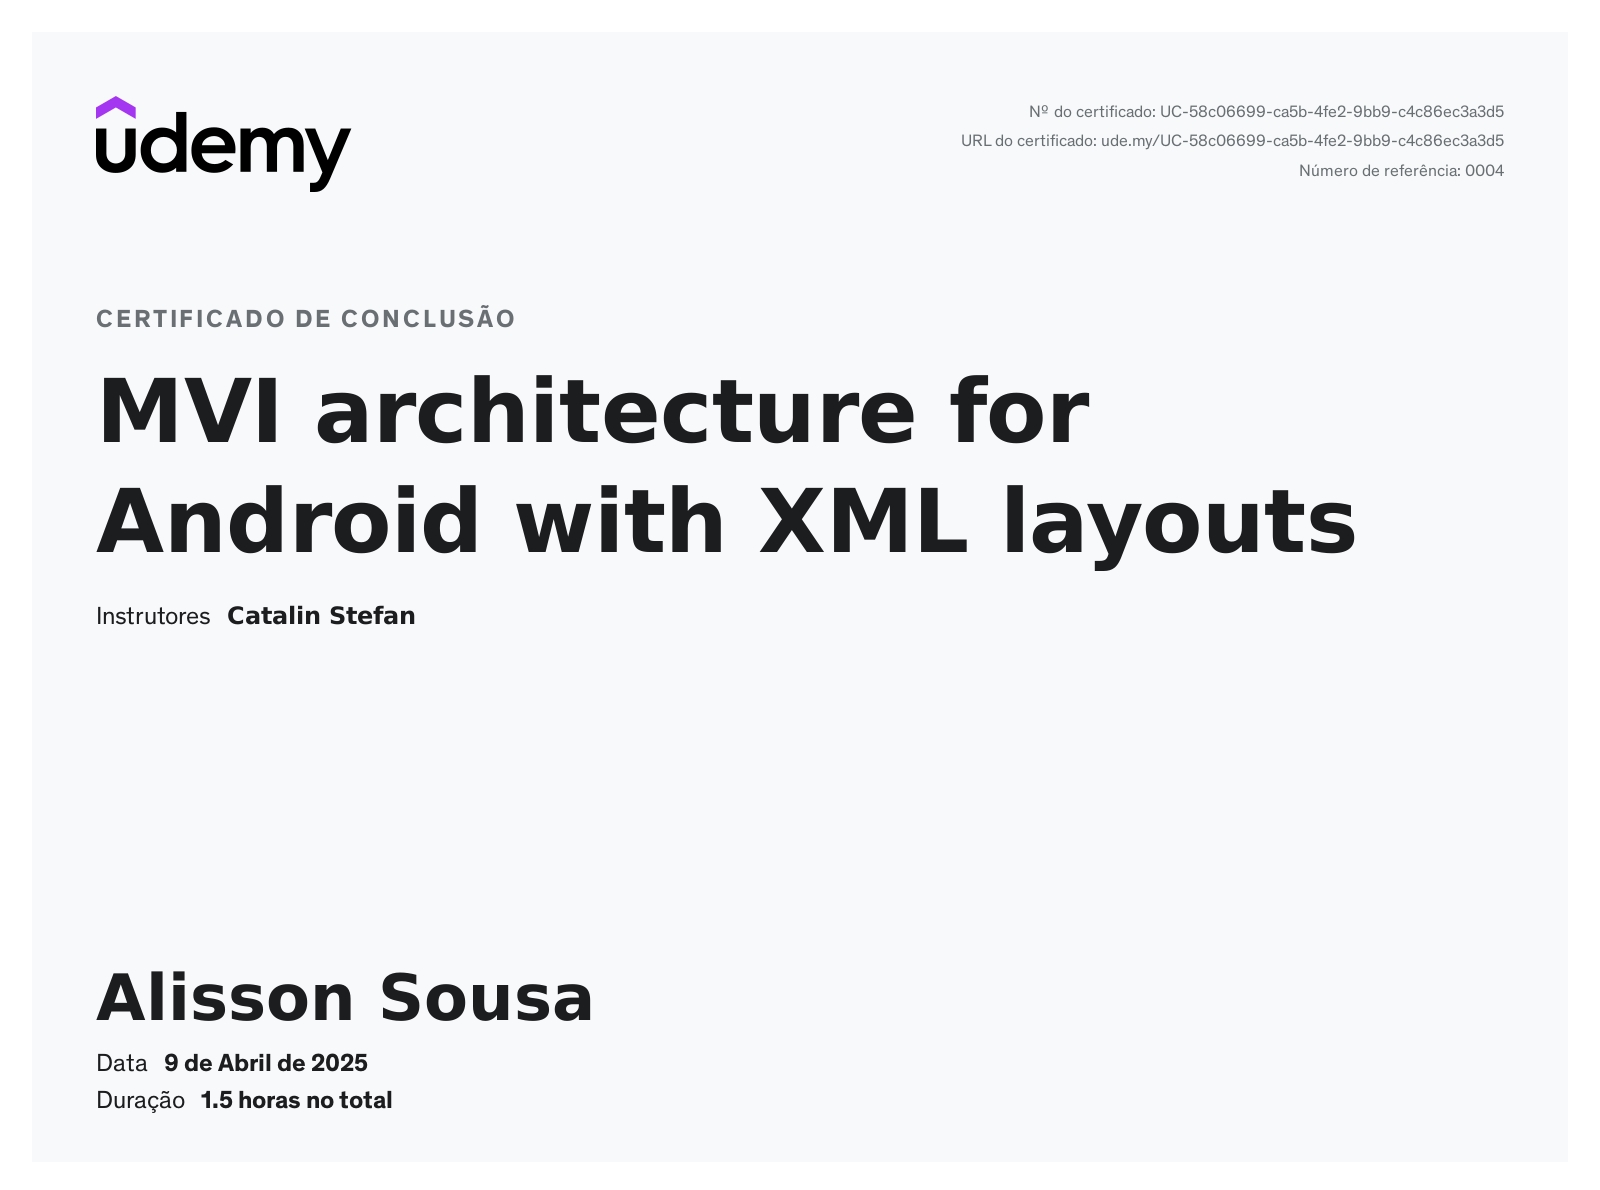 udemy
Nº do certificado: UC-58c06699-ca5b-4fe2-9bb9-c4c86ec3a3d5
URL do certificado: ude.my/UC-58c06699-ca5b-4fe2-9bb9-c4c86ec3a3d5
Número de referência: 0004
CERTIFICADO DE CONCLUSÃO
MVI architecture for
Android with XML layouts
Instrutores Catalin Stefan
Alisson Sousa
Data 9 de Abril de 2025
Duração 1.5 horas no total